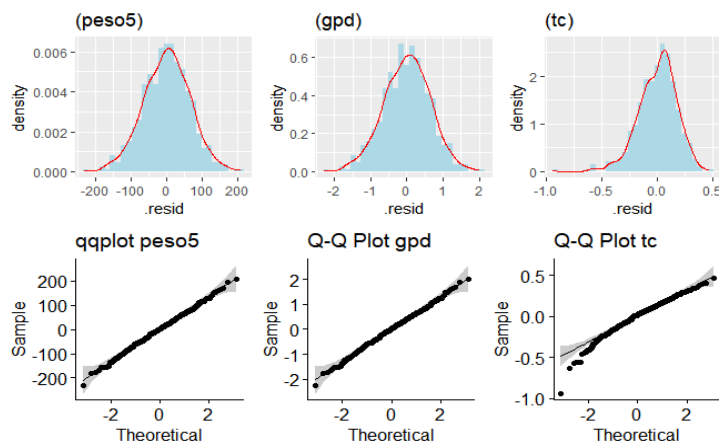 (peso5)
0.006
0.004
0.002
0.000
density
-200 -100 0 100 200
.resid
(gpd)
0.6
0.4
0.2
0.0
density
-2 -1 0 1 2
.resid
(tc)
2
1
0
density
-1.0 -0.5 0.0 0.5
.resid
qqplot peso5
200
100
0
-100
-200
Sample
-2 0 2
Theoretical
Q-Q Plot gpd
2
1
0
-1
-2
Sample
-2 0 2
Theoretical
Q-Q Plot tc
0.5
0.0
-0.5
-1.0
Sample
-2 0 2
Theoretical